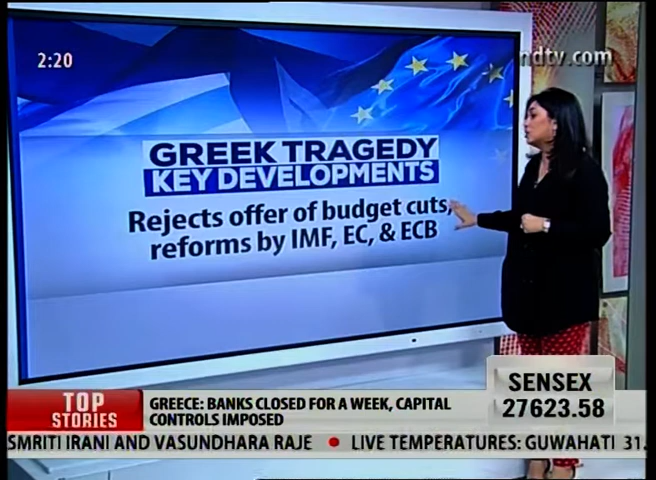 2:20
ndtv.com
GREEK TRAGEDY
KEY DEVELOPMENTS
Rejects offer of budget cuts,
reforms by IMF, EC, & ECB
TOP
STORIES
GREECE: BANKS CLOSED FOR A WEEK, CAPITAL
CONTROLS IMPOSED
SENSEX
27623.58
SMRITI IRANI AND VASUNDHARA RAJE • LIVE TEMPERATURES: GUWAHATI 31.